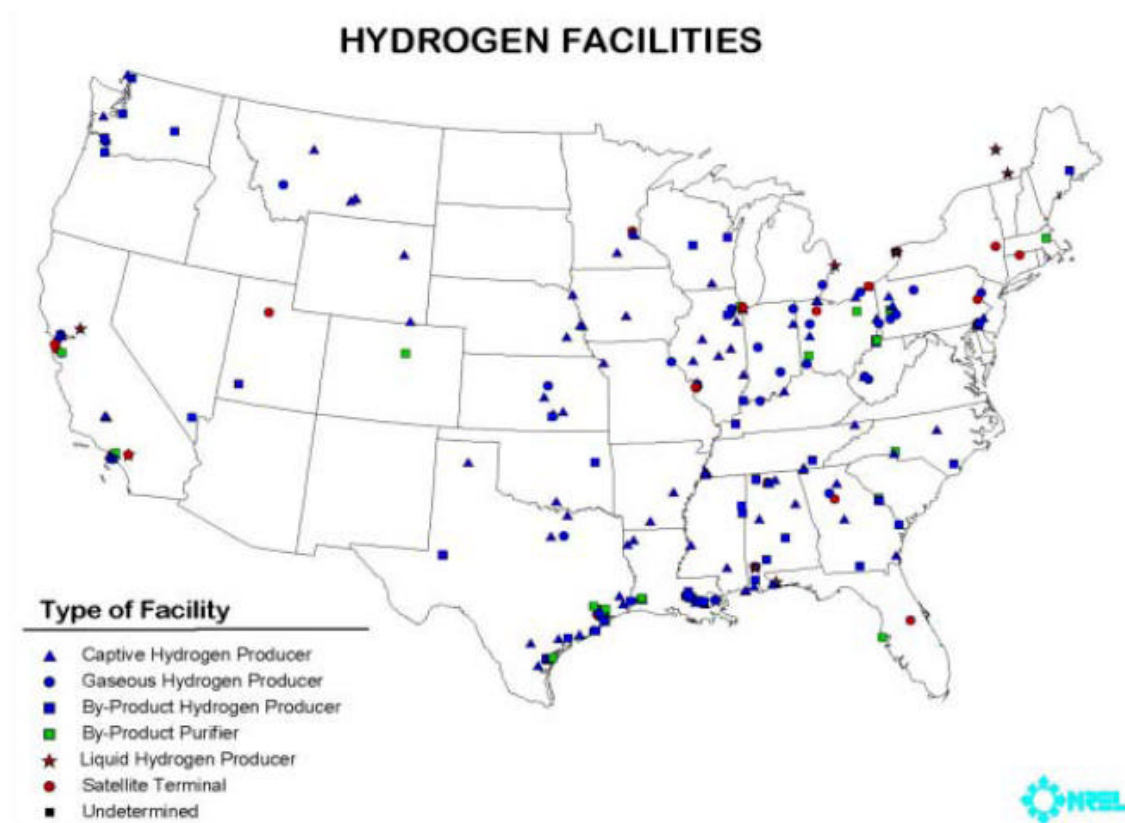 HYDROGEN FACILITIES
Type of Facility
Captive Hydrogen Producer
Gaseous Hydrogen Producer
By-Product Hydrogen Producer
By-Product Purifier
Liquid Hydrogen Producer
Satellite Terminal
Undetermined
NREL